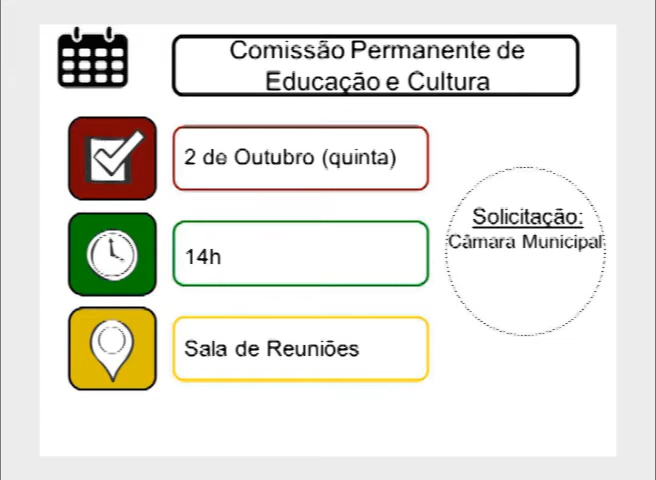 Comissão Permanente de
Educação e Cultura
2 de Outubro (quinta)
14h
Sala de Reuniões
Solicitação:
Câmara Municipal